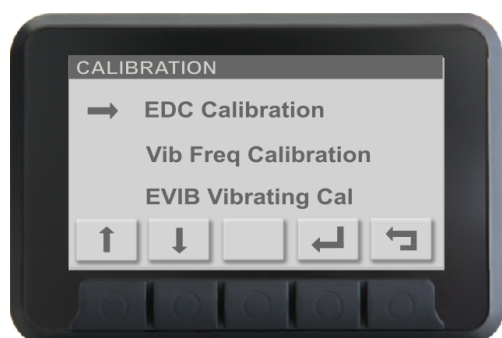 CALIBRATION
EDC Calibration
Vib Freq Calibration
EVIB Vibrating Cal